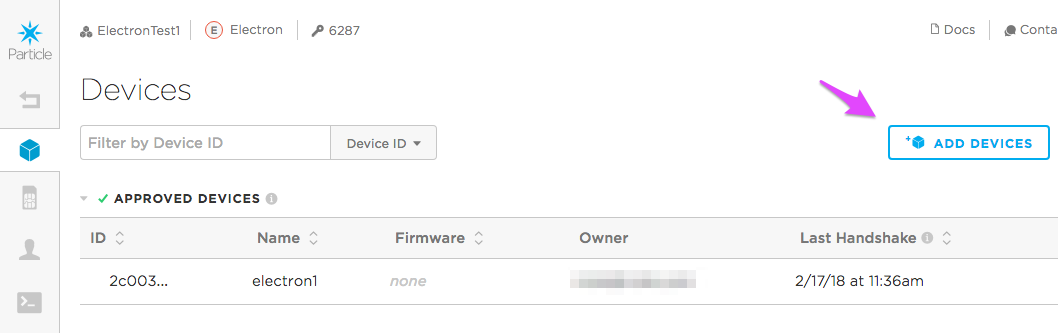 ElectronTest1 E Electron 6287 Docs Conta
Particle
Devices
Filter by Device ID Device ID ADD DEVICES
APPROVED DEVICES
ID Name Firmware Owner Last Handshake
2c003... electron1 none 2/17/18 at 11:36am